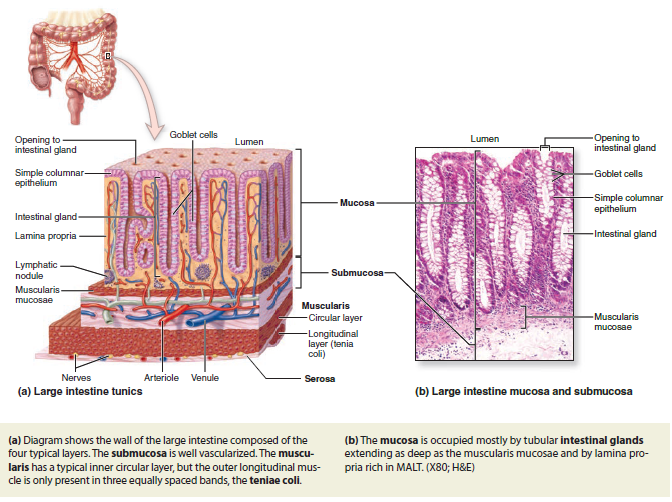 B
Opening to
intestinal gland
Goblet cells
Lumen
Simple columnar
epithelium
Intestinal gland
Lamina propria
Lymphatic
nodule
Muscularis
mucosae
Mucosa
Submucosa
Muscularis
Circular layer
Longitudinal
layer (tenia
coli)
Nerves
Arteriole
Venule
Serosa
(a) Large intestine tunics
Lumen
Opening to
intestinal gland
Goblet cells
Simple columnar
epithelium
Intestinal gland
Muscularis
mucosae
(b) Large intestine mucosa and submucosa
(a) Diagram shows the wall of the large intestine composed of the
four typical layers. The submucosa is well vascularized. The muscu-
laris has a typical inner circular layer, but the outer longitudinal mus-
cle is only present in three equally spaced bands, the teniae coli.
(b) The mucosa is occupied mostly by tubular intestinal glands
extending as deep as the muscularis mucosae and by lamina pro-
pria rich in MALT. (X80; H&E)